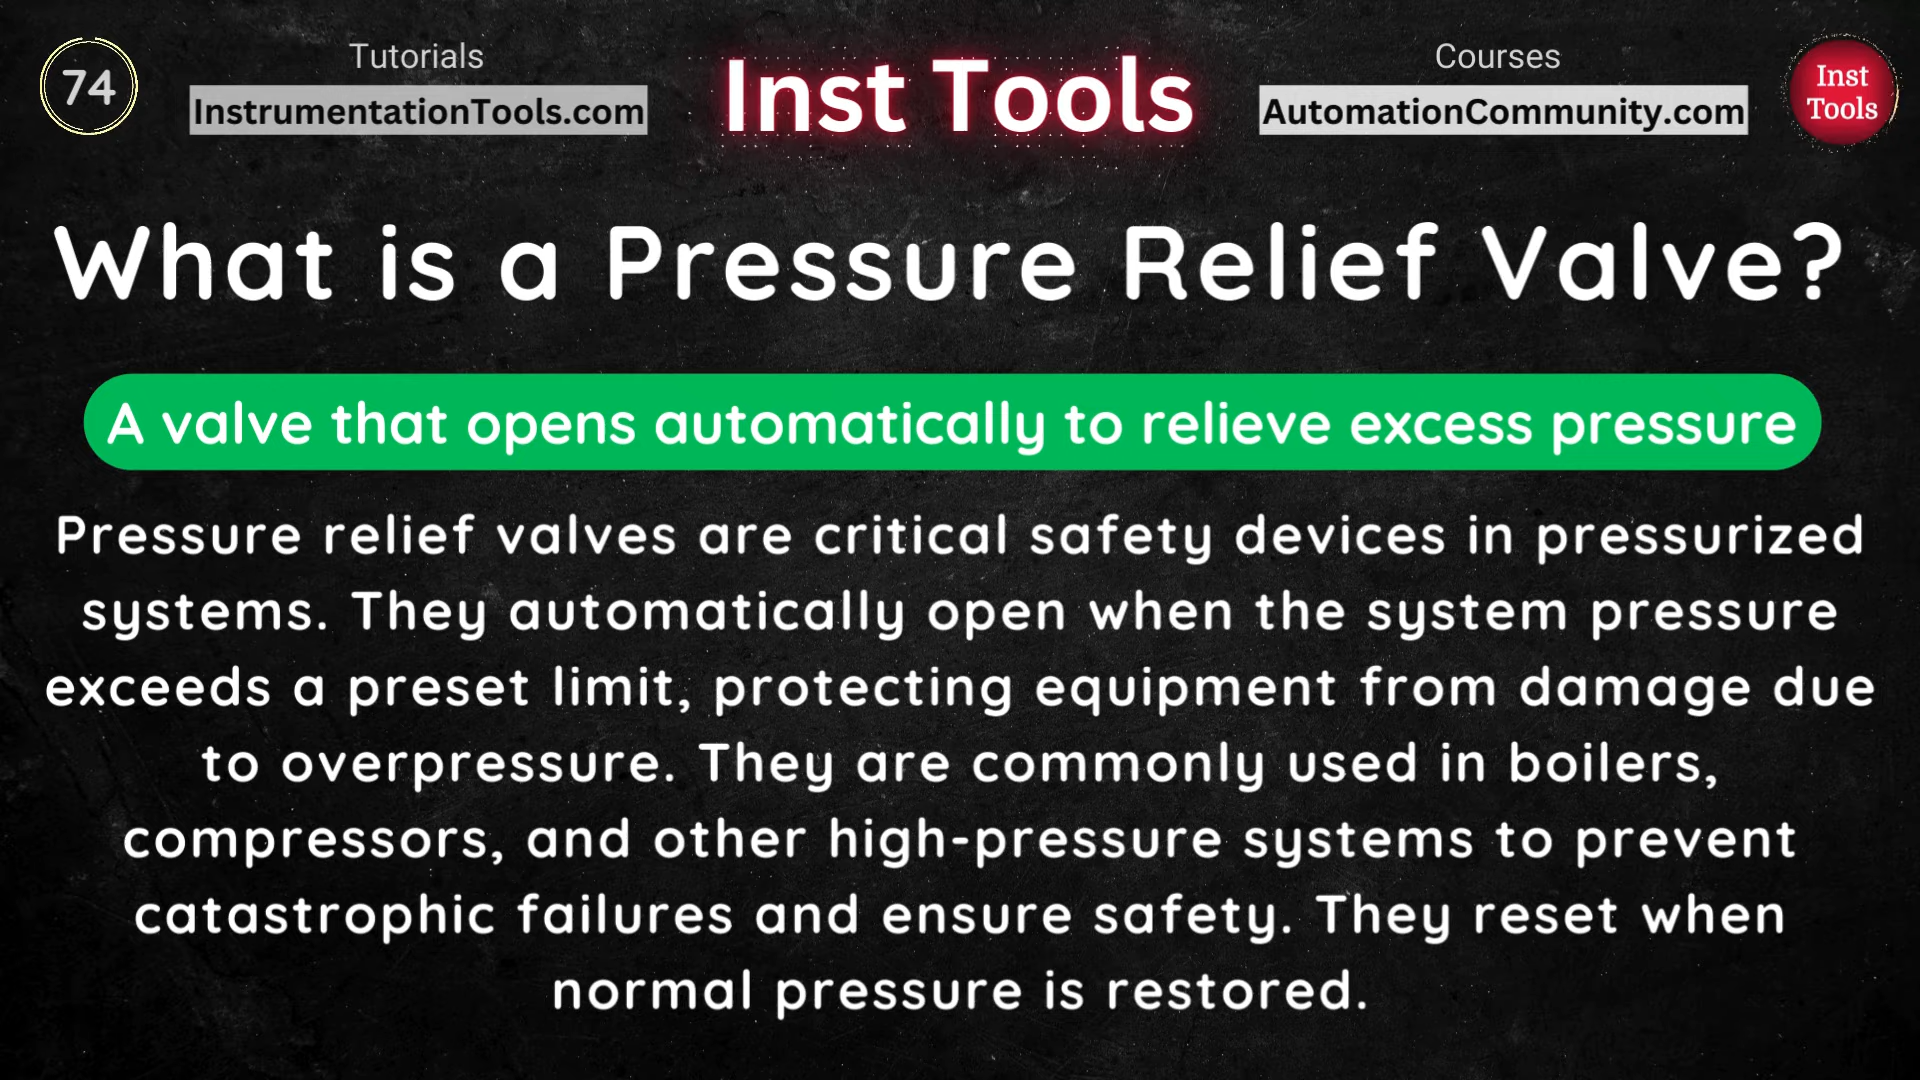 74
Tutorials
InstrumentationTools.com
Inst Tools
Courses
AutomationCommunity.com
Inst
Tools
What is a Pressure Relief Valve?
A valve that opens automatically to relieve excess pressure
Pressure relief valves are critical safety devices in pressurized
systems. They automatically open when the system pressure
exceeds a preset limit, protecting equipment from damage due
to overpressure. They are commonly used in boilers,
compressors, and other high-pressure systems to prevent
catastrophic failures and ensure safety. They reset when
normal pressure is restored.